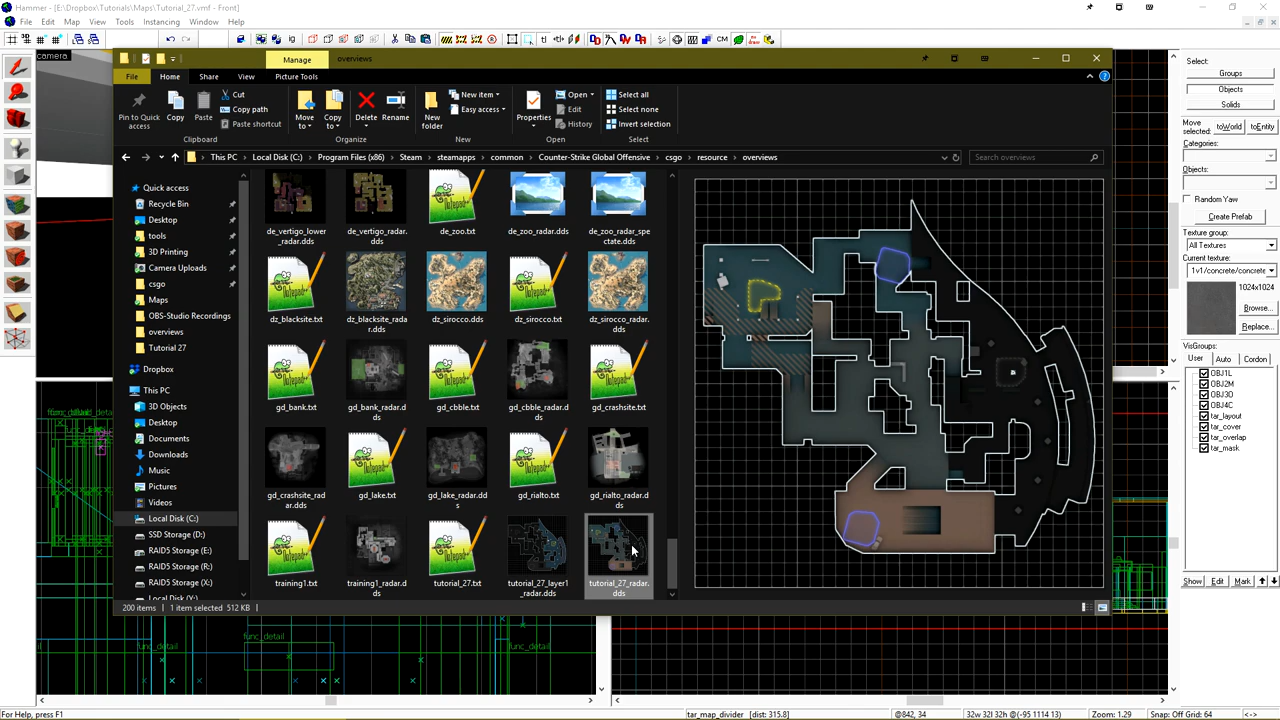 Hammer - [E:\Dropbox\Tutorials\Maps\Tutorial_27.vmf - Front]
File Edit Map View Tools Instancing Window Help
camera
Manage overviews
File Home Share View Picture Tools
Pin to Quick access
Copy
Paste
Cut
Copy path
Paste shortcut
Clipboard
Move to
Copy to
Delete
Rename
Organize
New folder
New item
Easy access
New
Properties
Open
Edit
History
Open
Select all
Select none
Invert selection
Select
This PC Local Disk (C:) Program Files (x86) Steam steamapps common Counter-Strike Global Offensive csgo resource overviews
Search overviews
Quick access
Recycle Bin
Desktop
tools
3D Printing
Camera Uploads
csgo
Maps
OBS-Studio Recordings
overviews
Tutorial 27
Dropbox
This PC
3D Objects
Desktop
Documents
Downloads
Music
Pictures
Videos
Local Disk (C:)
SSD Storage (D:)
RAID5 Storage (E:)
RAID5 Storage (R:)
RAID5 Storage (X:)
Local Disk (Y:)
de_vertigo_lower_radar.dds
de_vertigo_radar.dds
de_zoo.txt
de_zoo_radar.dds
de_zoo_radar_spectate.dds
dz_blacksite.txt
dz_blacksite_radar.dds
dz_sirocco.dds
dz_sirocco.txt
dz_sirocco_radar.dds
gd_bank.txt
gd_bank_radar.dds
gd_cbble.txt
gd_cbble_radar.dds
gd_crashsite.txt
gd_crashsite_radar.dds
gd_lake.txt
gd_lake_radar.dds
gd_rialto.txt
gd_rialto_radar.dds
training1.txt
training1_radar.dds
tutorial_27.txt
tutorial_27_layer1_radar.dds
tutorial_27_radar.dds
200 items 1 item selected 512 KB
Select:
Groups
Objects
Solids
Move selected: toWorld toEntity
Categories:
Objects:
Random Yaw
Create Prefab
Texture group:
All Textures
Current texture:
1v1/concrete/concrete
1024x1024
Browse...
Replace...
VisGroups:
User Auto Cordon
OBJ1L
OBJ2M
OBJ3D
OBJ4C
tar_layout
tar_cover
tar_overlap
tar_mask
Show Edit Mark
func_detail
func_detail
func_detail
func_detail
func_detail
For Help, press F1
tar_map_divider [dist: 315.8]
@842, 34
32w 32l 32h @(-95 1114 13)
Zoom: 1.29
Snap: Off Grid: 64
<->